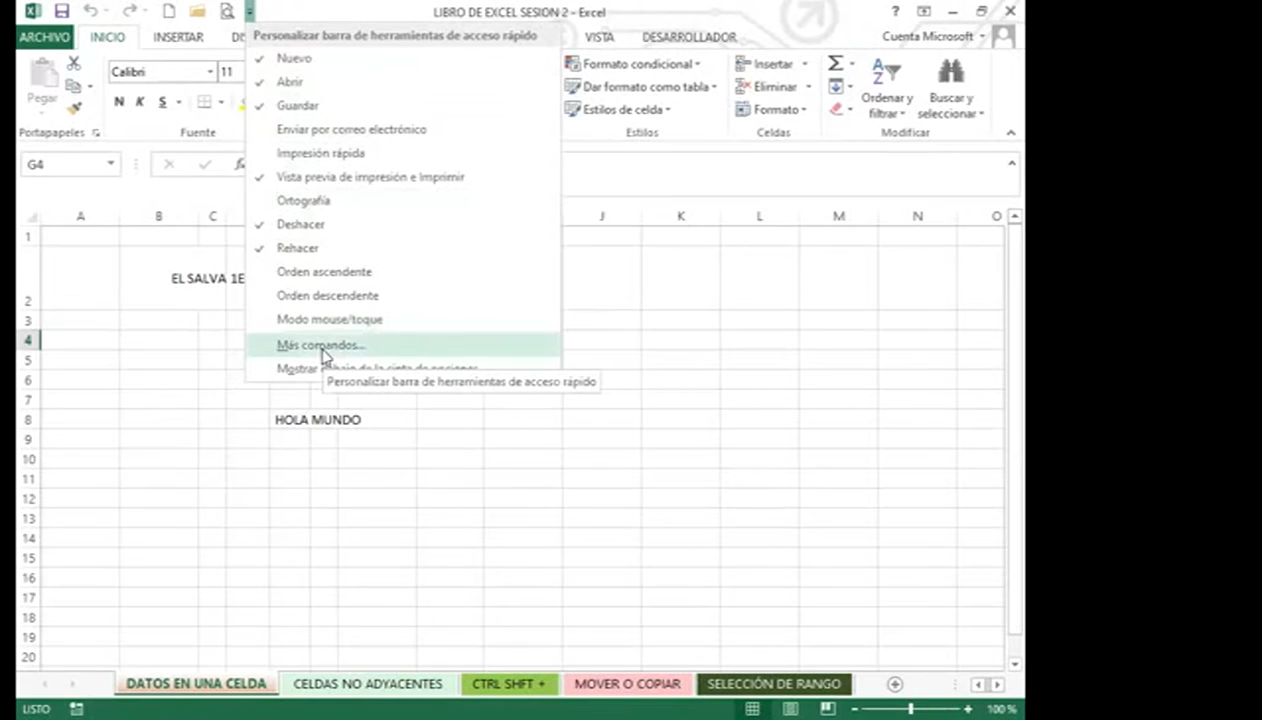 LIBRO DE EXCEL SESION 2 - Excel
?
ARCHIVO INICIO INSERTAR VISTA DESARROLLADOR Cuenta Microsoft
Personalizar barra de herramientas de acceso rápido
Nuevo
Abrir
Guardar
Enviar por correo electrónico
Impresión rápida
Vista previa de impresión e Imprimir
Ortografía
Deshacer
Rehacer
Orden ascendente
Orden descendente
Modo mouse/toque
Más comandos...
Mostrar debajo de la cinta de opciones
Personalizar barra de herramientas de acceso rápido
Pegar
Portapapeles
Calibri 11
N K S
Fuente
Formato condicional
Dar formato como tabla
Estilos de celda
Estilos
Insertar
Eliminar
Formato
Celdas
Σ
Ordenar y
filtrar
Buscar y
seleccionar
Modificar
G4
A B C J K L M N O
1
EL SALVA 1E
2
3
4
5
6
7
8 HOLA MUNDO
9
10
11
12
13
14
15
16
17
18
19
20
DATOS EN UNA CELDA CELDAS NO ADYACENTES CTRL SHFT + MOVER O COPIAR SELECCIÓN DE RANGO
LISTO 100 %